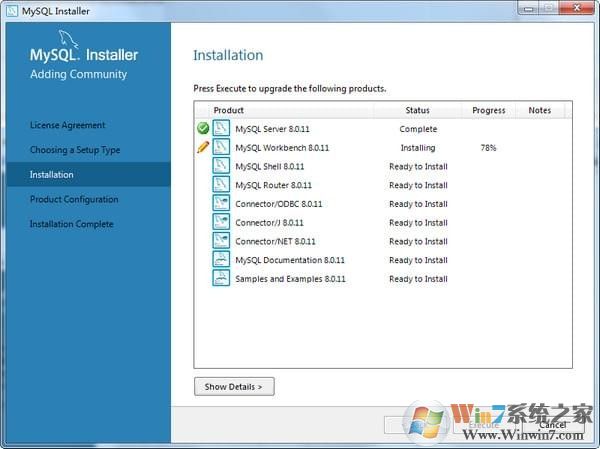 MySQL Installer
MySQL. Installer
Adding Community
License Agreement
Choosing a Setup Type
Installation
Product Configuration
Installation Complete
Installation
Press Execute to upgrade the following products.
Product Status Progress Notes
MySQL Server 8.0.11 Complete
MySQL Workbench 8.0.11 Installing 78%
MySQL Shell 8.0.11 Ready to Install
MySQL Router 8.0.11 Ready to Install
Connector/ODBC 8.0.11 Ready to Install
Connector/J 8.0.11 Ready to Install
Connector/NET 8.0.11 Ready to Install
MySQL Documentation 8.0.11 Ready to Install
Samples and Examples 8.0.11 Ready to Install
Show Details >
Execute Cancel
Win7系统之家
Www.Winwin7.com